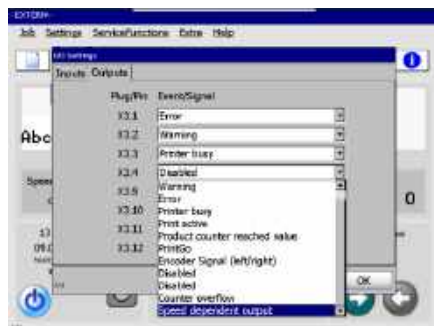 EXTERN
Job Settings Servicefunctions Extra Help
I/O Settings
Inputs Outputs
Plug/Pin Event/Signal
X3.1 Error
X3.2 Warning
X3.3 Printer busy
X3.4 Disabled
X3.9
X3.10
X3.11
X3.12
Warning
Error
Printer busy
Print active
Product counter reached value
PrintGo
Encoder Signal (left/right)
Disabled
Disabled
Counter overflow
Speed dependent output
OK
Abc
Speed
0